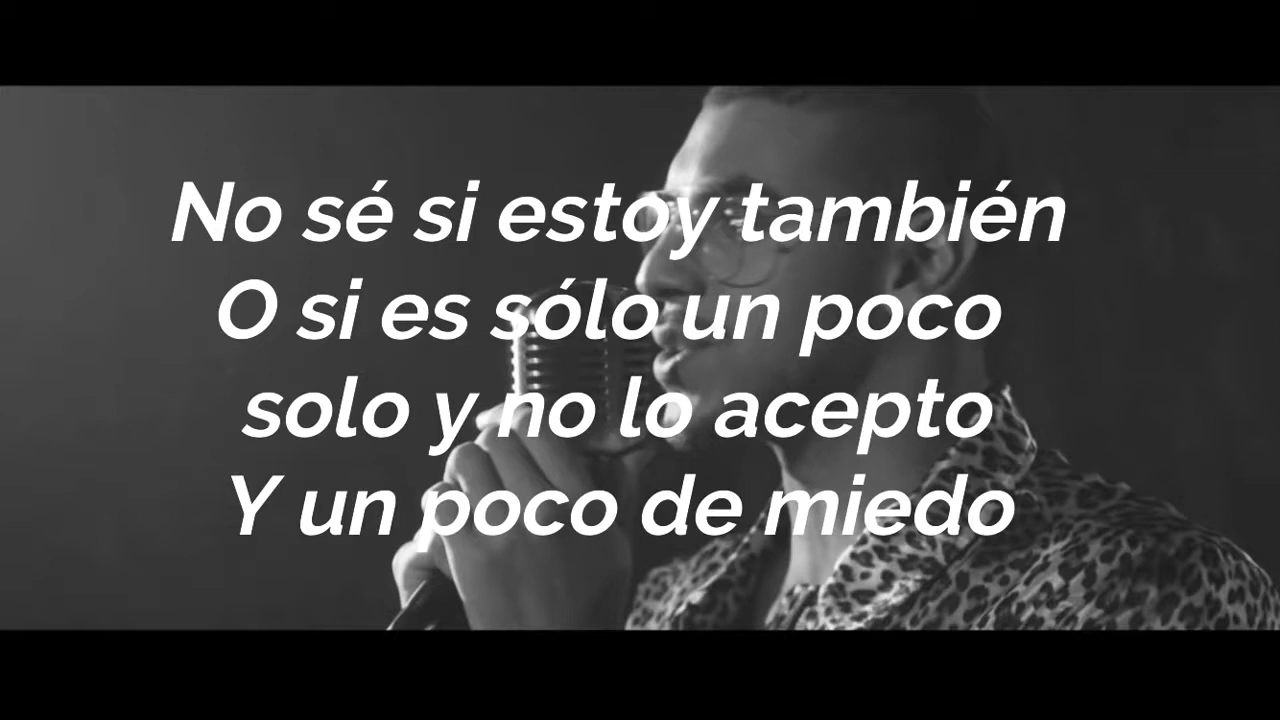 No sé si estoy también
O si es sólo un poco
solo y no lo acepto
Y un poco de miedo